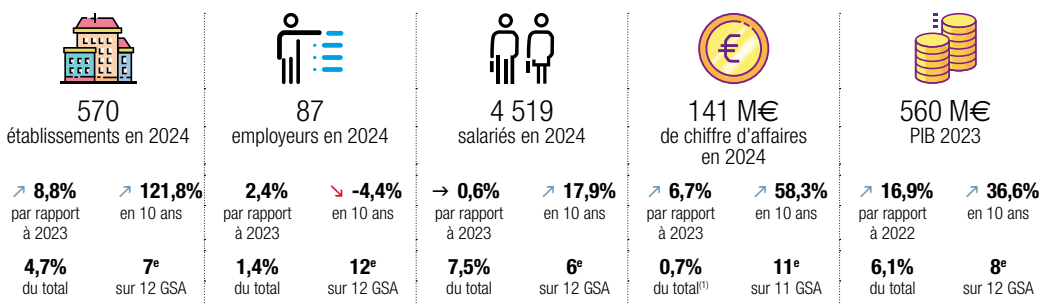 570
établissements en 2024
↗ 8,8%
par rapport
à 2023
↗ 121,8%
en 10 ans
4,7%
du total
7e
sur 12 GSA
87
employeurs en 2024
2,4%
par rapport
à 2023
↘ -4,4%
en 10 ans
1,4%
du total
12e
sur 12 GSA
4 519
salariés en 2024
→ 0,6%
par rapport
à 2023
↗ 17,9%
en 10 ans
7,5%
du total
6e
sur 12 GSA
€
141 M€
de chiffre d'affaires
en 2024
↗ 6,7%
par rapport
à 2023
↗ 58,3%
en 10 ans
0,7%
du total(1)
11e
sur 11 GSA
560 M€
PIB 2023
↗ 16,9%
par rapport
à 2022
↗ 36,6%
en 10 ans
6,1%
du total
8e
sur 12 GSA